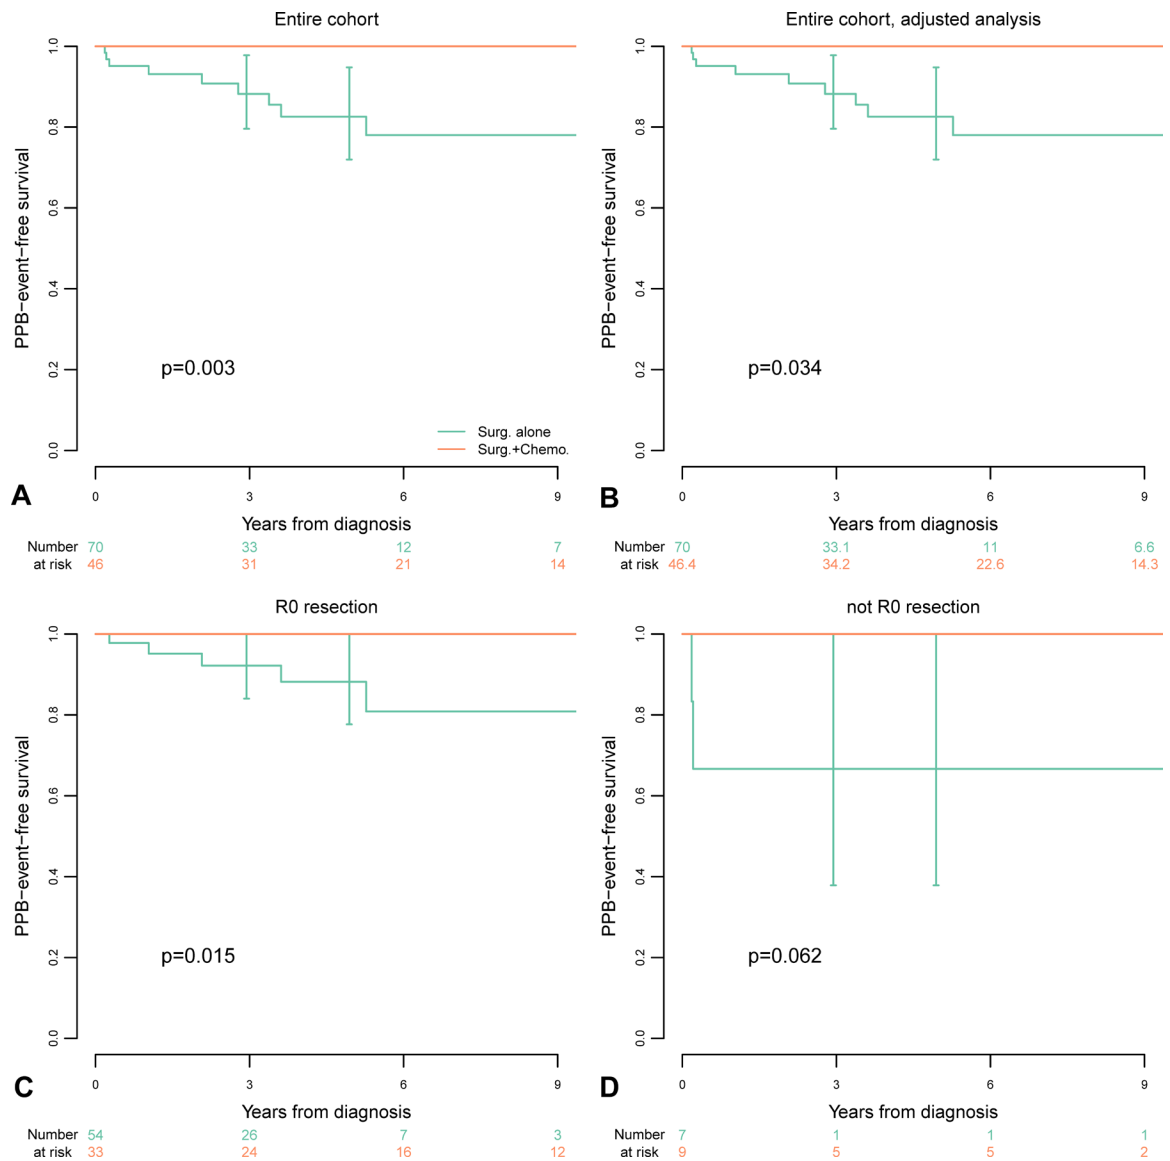 Entire cohort
PPB−event−free survival
1.0
0.8
0.6
0.4
0.2
0.0
p=0.003
Surg. alone
Surg.+Chemo.
0 3 6 9
A
Years from diagnosis
Number 70 33 12 7
at risk 46 31 21 14
Entire cohort, adjusted analysis
PPB−event−free survival
1.0
0.8
0.6
0.4
0.2
0.0
p=0.034
0 3 6 9
B
Years from diagnosis
Number 70 33.1 11 6.6
at risk 46.4 34.2 22.6 14.3
R0 resection
PPB−event−free survival
1.0
0.8
0.6
0.4
0.2
0.0
p=0.015
0 3 6 9
C
Years from diagnosis
Number 54 26 7 3
at risk 33 24 16 12
not R0 resection
PPB−event−free survival
1.0
0.8
0.6
0.4
0.2
0.0
p=0.062
0 3 6 9
D
Years from diagnosis
Number 7 1 1 1
at risk 9 5 5 2